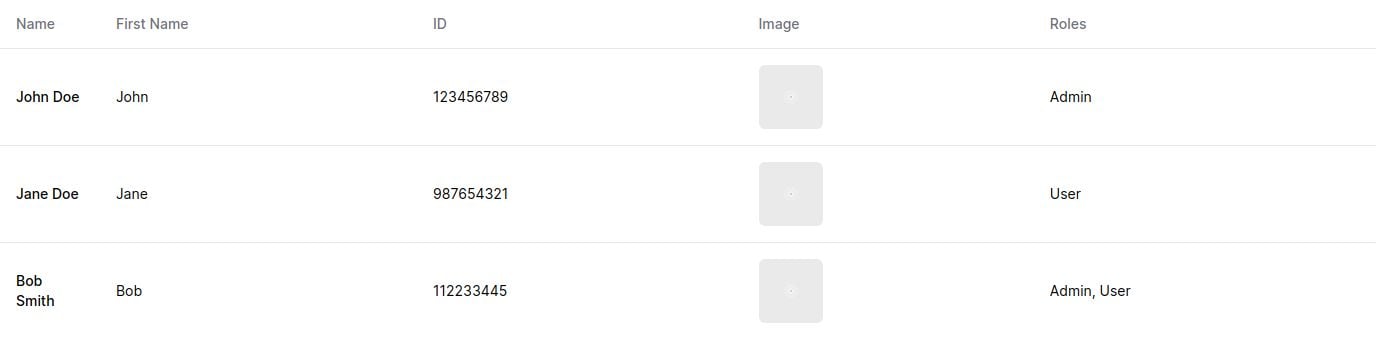 Name First Name ID Image Roles
John Doe John 123456789 Admin
Jane Doe Jane 987654321 User
Bob
Smith Bob 112233445 Admin, User